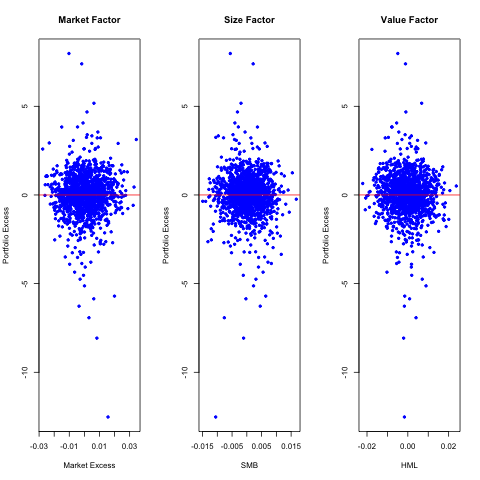 Market Factor
Portfolio Excess
5
0
-5
-10
-0.03
-0.01
0.01
0.03
Market Excess
Size Factor
Portfolio Excess
5
0
-5
-10
-0.015
-0.005
0.005
0.015
SMB
Value Factor
Portfolio Excess
5
0
-5
-10
-0.02
0.00
0.02
HML